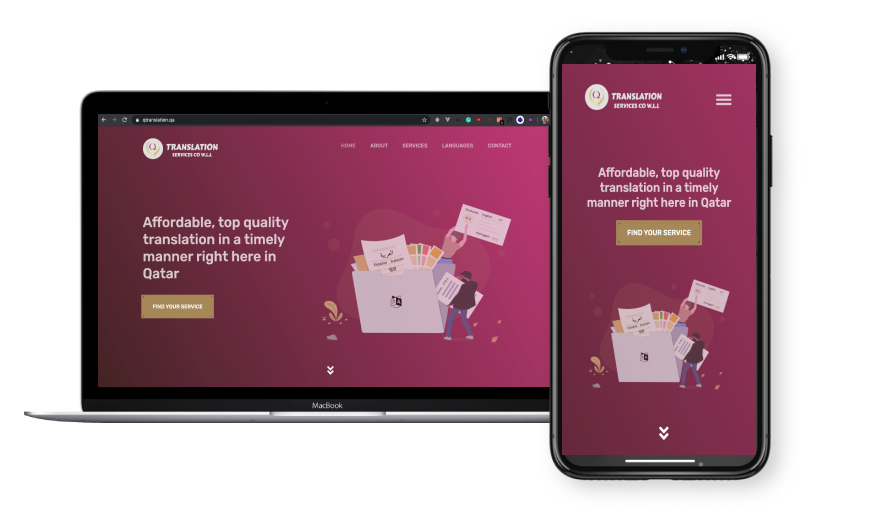 qtranslation.qa
Q TRANSLATION
SERVICES CO W.L.L
HOME ABOUT SERVICES LANGUAGES CONTACT
Affordable, top quality
translation in a timely
manner right here in
Qatar
FIND YOUR SERVICE
MacBook
Q TRANSLATION
SERVICES CO W.L.L
Affordable, top quality
translation in a timely
manner right here in Qatar
FIND YOUR SERVICE